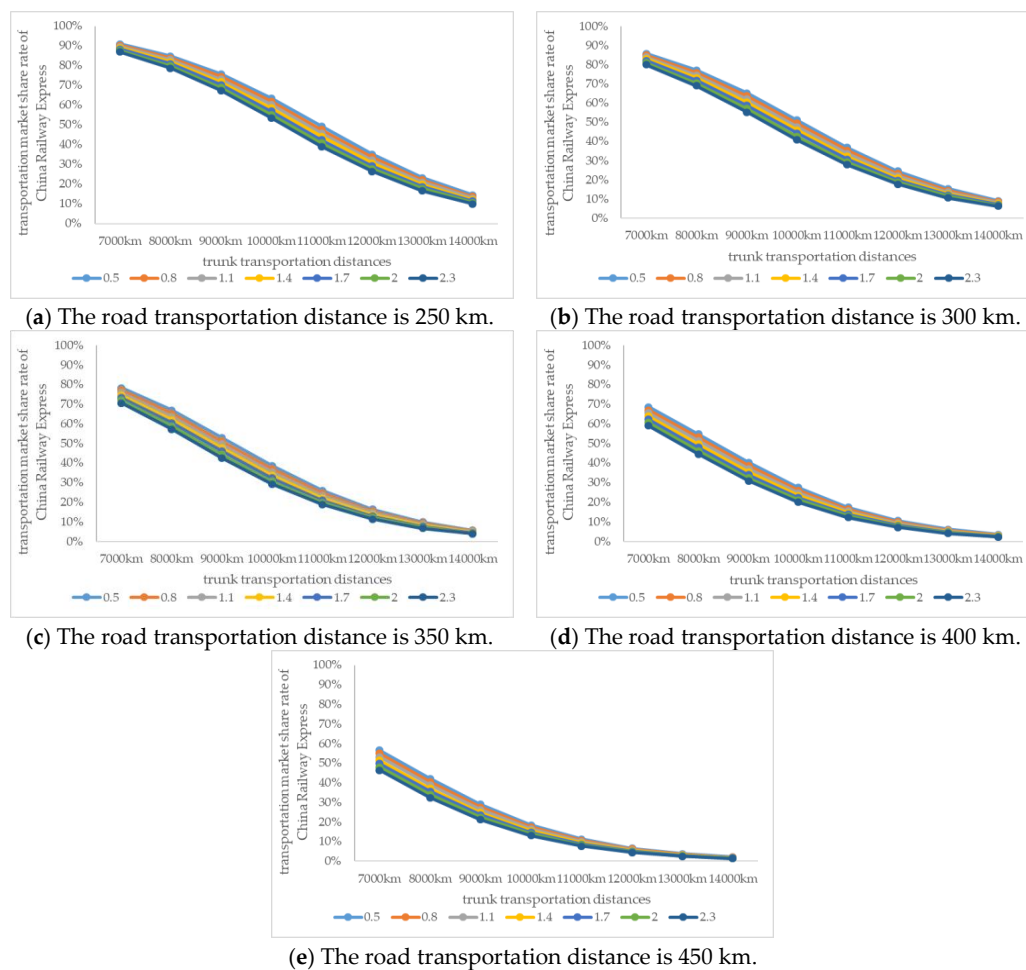 transportation market share rate of
China Railway Express
100%
90%
80%
70%
60%
50%
40%
30%
20%
10%
0%
7000km 8000km 9000km 10000km 11000km 12000km 13000km 14000km
trunk transportation distances
0.5 0.8 1.1 1.4 1.7 2 2.3
(a) The road transportation distance is 250 km.
transportation market share rate of
China Railway Express
100%
90%
80%
70%
60%
50%
40%
30%
20%
10%
0%
7000km 8000km 9000km 10000km 11000km 12000km 13000km 14000km
trunk transportation distances
0.5 0.8 1.1 1.4 1.7 2 2.3
(b) The road transportation distance is 300 km.
transportation market share rate of
China Railway Express
100%
90%
80%
70%
60%
50%
40%
30%
20%
10%
0%
7000km 8000km 9000km 10000km 11000km 12000km 13000km 14000km
trunk transportation distances
0.5 0.8 1.1 1.4 1.7 2 2.3
(c) The road transportation distance is 350 km.
transportation market share rate of
China Railway Express
100%
90%
80%
70%
60%
50%
40%
30%
20%
10%
0%
7000km 8000km 9000km 10000km 11000km 12000km 13000km 14000km
trunk transportation distances
0.5 0.8 1.1 1.4 1.7 2 2.3
(d) The road transportation distance is 400 km.
transportation market share rate of
China Railway Express
100%
90%
80%
70%
60%
50%
40%
30%
20%
10%
0%
7000km 8000km 9000km 10000km 11000km 12000km 13000km 14000km
trunk transportation distances
0.5 0.8 1.1 1.4 1.7 2 2.3
(e) The road transportation distance is 450 km.